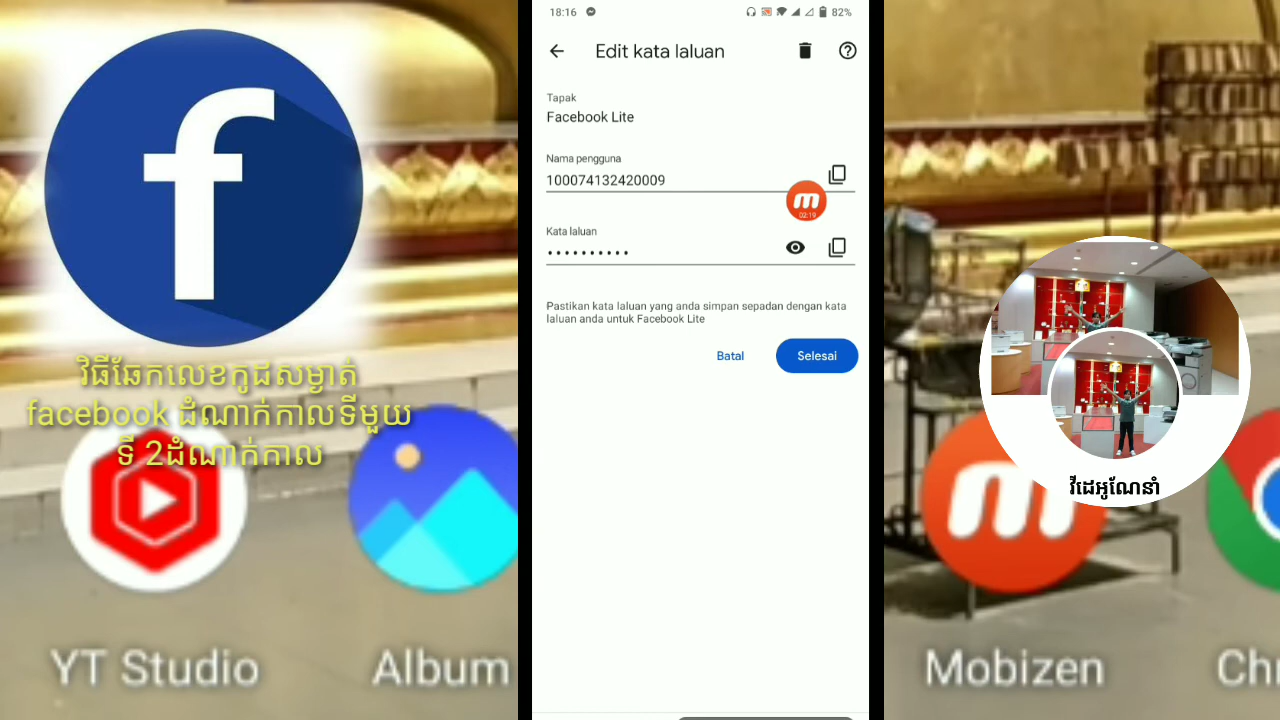 វិធីឆែកលេខកូដសម្ងាត់
facebook ដំណាក់កាលទីមួយ
ទី 2ដំណាក់កាល
YT Studio
Album
18:16
82%
Edit kata laluan
Tapak
Facebook Lite
Nama pengguna
100074132420009
02:19
Kata laluan
Pastikan kata laluan yang anda simpan sepadan dengan kata
laluan anda untuk Facebook Lite
Batal
Selesai
វីដេអូណែនាំ
Mobizen
Ch